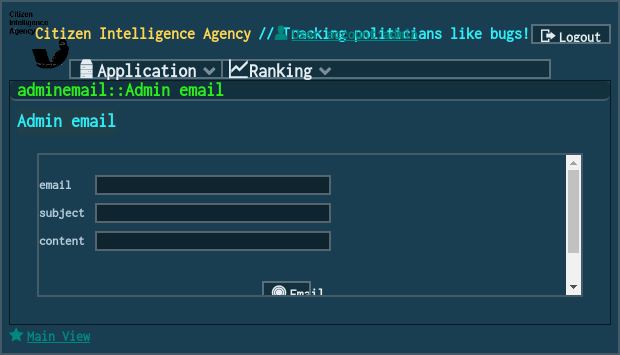 Citizen
Intelligence
Agency
Citizen Intelligence Agency // Tracking politicians like bugs!
Logout
Application
Ranking
adminemail::Admin email
Admin email
email
subject
content
Email
Main View